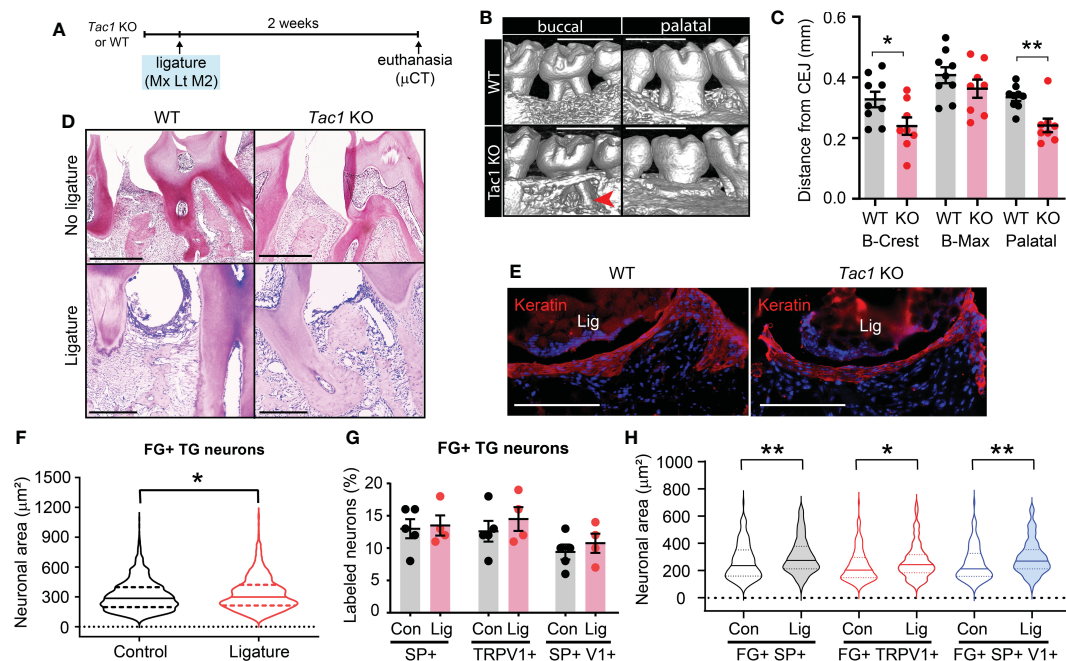 A
Tac1 KO
or WT
2 weeks
ligature
(Mx Lt M2)
euthanasia
(μCT)
B
buccal
palatal
WT
Tac1 KO
C
Distance from CEJ (mm)
0.6
0.4
0.2
0.0
*
**
WT KO WT KO WT KO
B-Crest B-Max Palatal
D
WT
Tac1 KO
No ligature
Ligature
E
WT
Tac1 KO
Keratin
Lig
Keratin
Lig
F
FG+ TG neurons
Neuronal area (μm²)
1500
1200
900
600
300
0
*
Control
Ligature
G
FG+ TG neurons
Labeled neurons (%)
20
15
10
5
0
Con Lig Con Lig Con Lig
SP+ TRPV1+ SP+ V1+
H
Neuronal area (μm²)
1000
800
600
400
200
0
**
*
**
Con Lig Con Lig Con Lig
FG+ SP+ FG+ TRPV1+ FG+ SP+ V1+